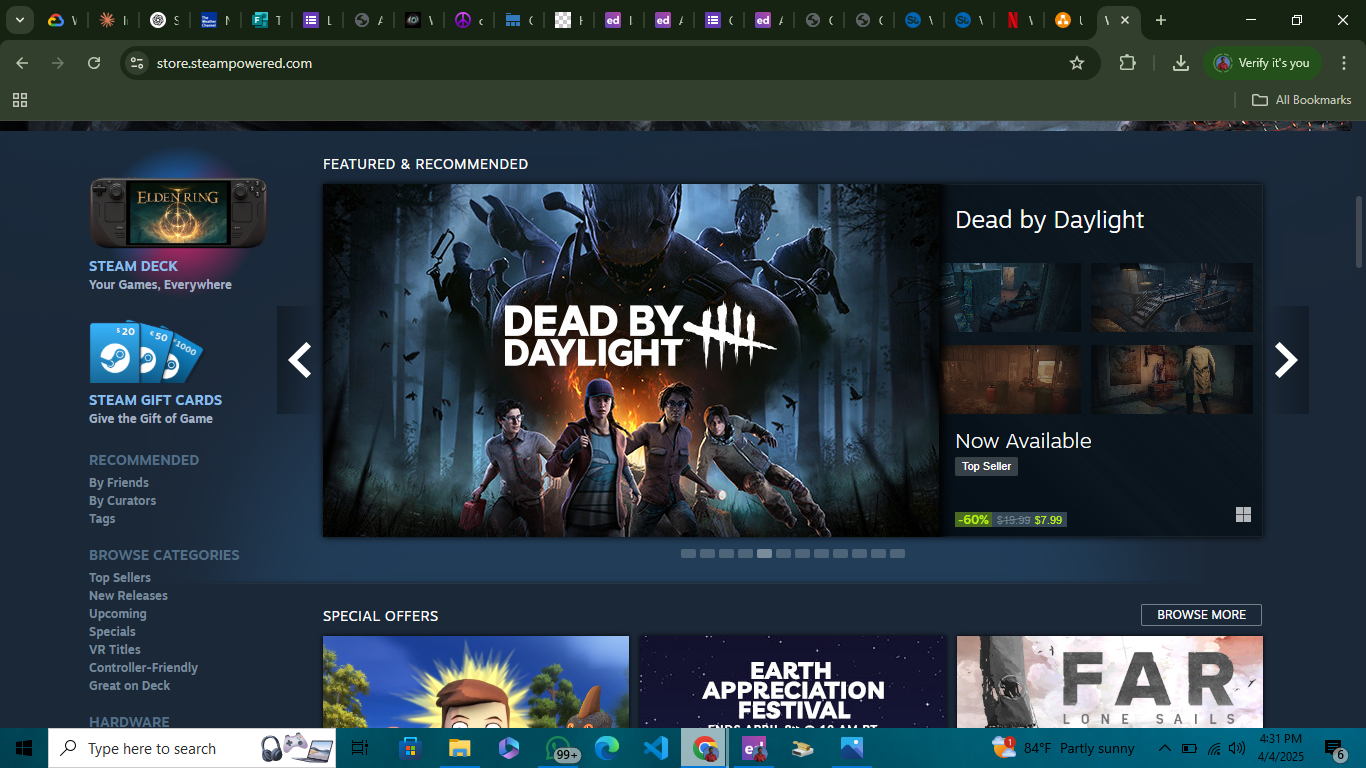 store.steampowered.com
Verify it's you
All Bookmarks
FEATURED & RECOMMENDED
ELDEN RING
STEAM DECK
Your Games, Everywhere
$20
€50
¥1000
STEAM GIFT CARDS
Give the Gift of Game
RECOMMENDED
By Friends
By Curators
Tags
BROWSE CATEGORIES
Top Sellers
New Releases
Upcoming
Specials
VR Titles
Controller-Friendly
Great on Deck
HARDWARE
DEAD BY
DAYLIGHT™
Dead by Daylight
Now Available
Top Seller
-60% $19.99 $7.99
SPECIAL OFFERS
BROWSE MORE
EARTH
APPRECIATION
FESTIVAL
FAR
LONE SAILS
Type here to search
99+
1
84°F Partly sunny
4:31 PM
4/4/2025
6